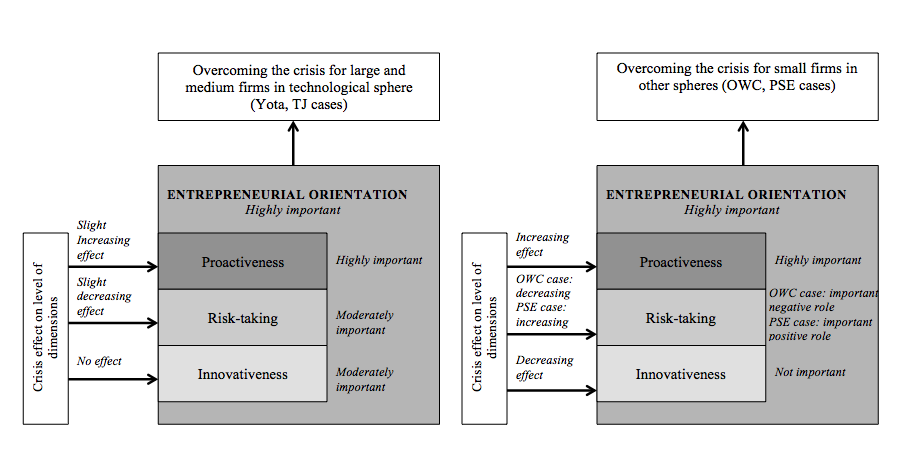 Overcoming the crisis for large and
medium firms in technological sphere
(Yota, TJ cases)
ENTREPRENEURIAL ORIENTATION
Highly important
Crisis effect on level of
dimensions
Slight
Increasing
effect
Proactiveness
Highly important
Slight
decreasing
effect
Risk-taking
Moderately
important
No effect
Innovativeness
Moderately
important
Overcoming the crisis for small firms in
other spheres (OWC, PSE cases)
ENTREPRENEURIAL ORIENTATION
Highly important
Crisis effect on level of
dimensions
Increasing
effect
Proactiveness
Highly important
OWC case:
decreasing
PSE case:
increasing
Risk-taking
OWC case: important
negative role
PSE case: important
positive role
Decreasing
effect
Innovativeness
Not important